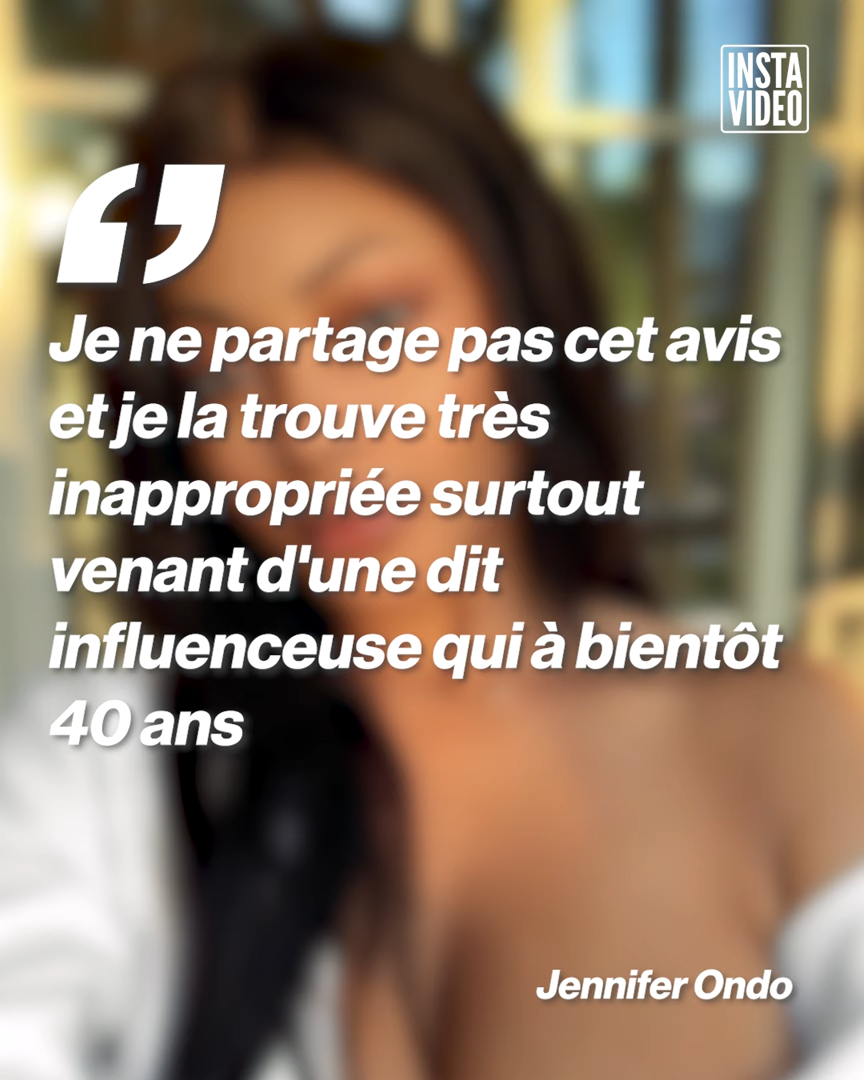 INSTA
VIDEO
Je ne partage pas cet avis
et je la trouve très
inappropriée surtout
venant d'une dit
influenceuse qui à bientôt
40 ans
Jennifer Ondo